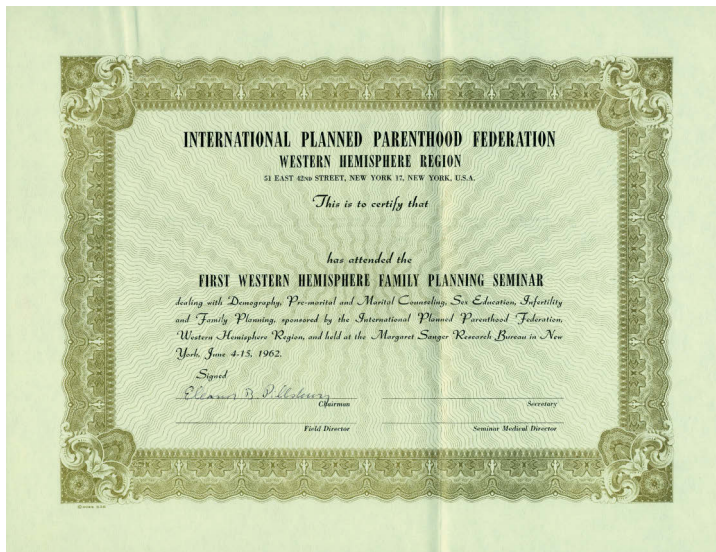 INTERNATIONAL PLANNED PARENTHOOD FEDERATION
WESTERN HEMISPHERE REGION
51 EAST 42ND STREET, NEW YORK 17, NEW YORK, U.S.A.
This is to certify that
has attended the
FIRST WESTERN HEMISPHERE FAMILY PLANNING SEMINAR
dealing with Demography, Pre-marital and Marital Counseling, Sex Education, Infertility
and Family Planning, sponsored by the International Planned Parenthood Federation,
Western Hemisphere Region, and held at the Margaret Sanger Research Bureau in New
York, June 4-15, 1962.
Signed
Eleanor B. Pillsbury
Chairman
Secretary
Field Director
Seminar Medical Director